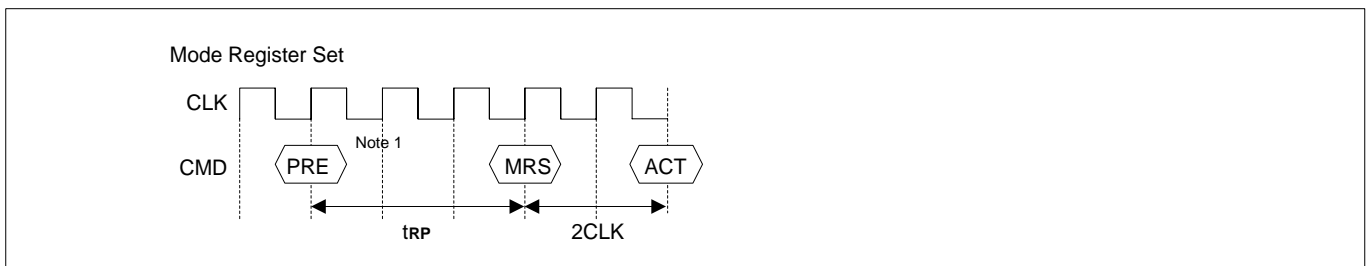 Mode Register Set
CLK
Note 1
CMD PRE MRS ACT
tRP 2CLK